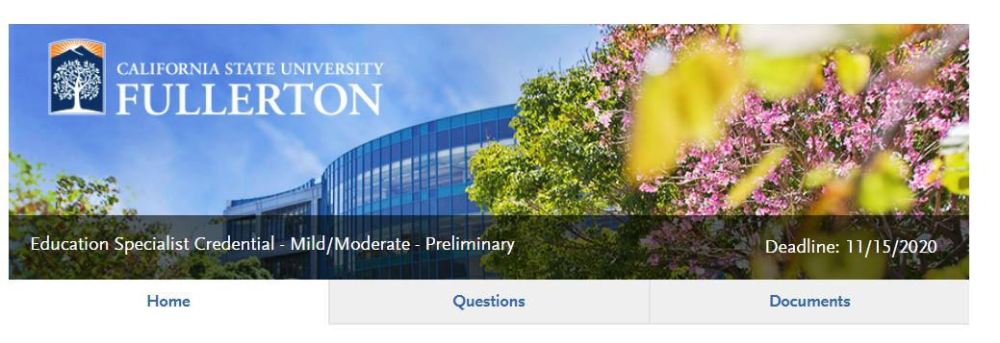 CALIFORNIA STATE UNIVERSITY
FULLERTON
Education Specialist Credential - Mild/Moderate - Preliminary
Deadline: 11/15/2020
Home Questions Documents